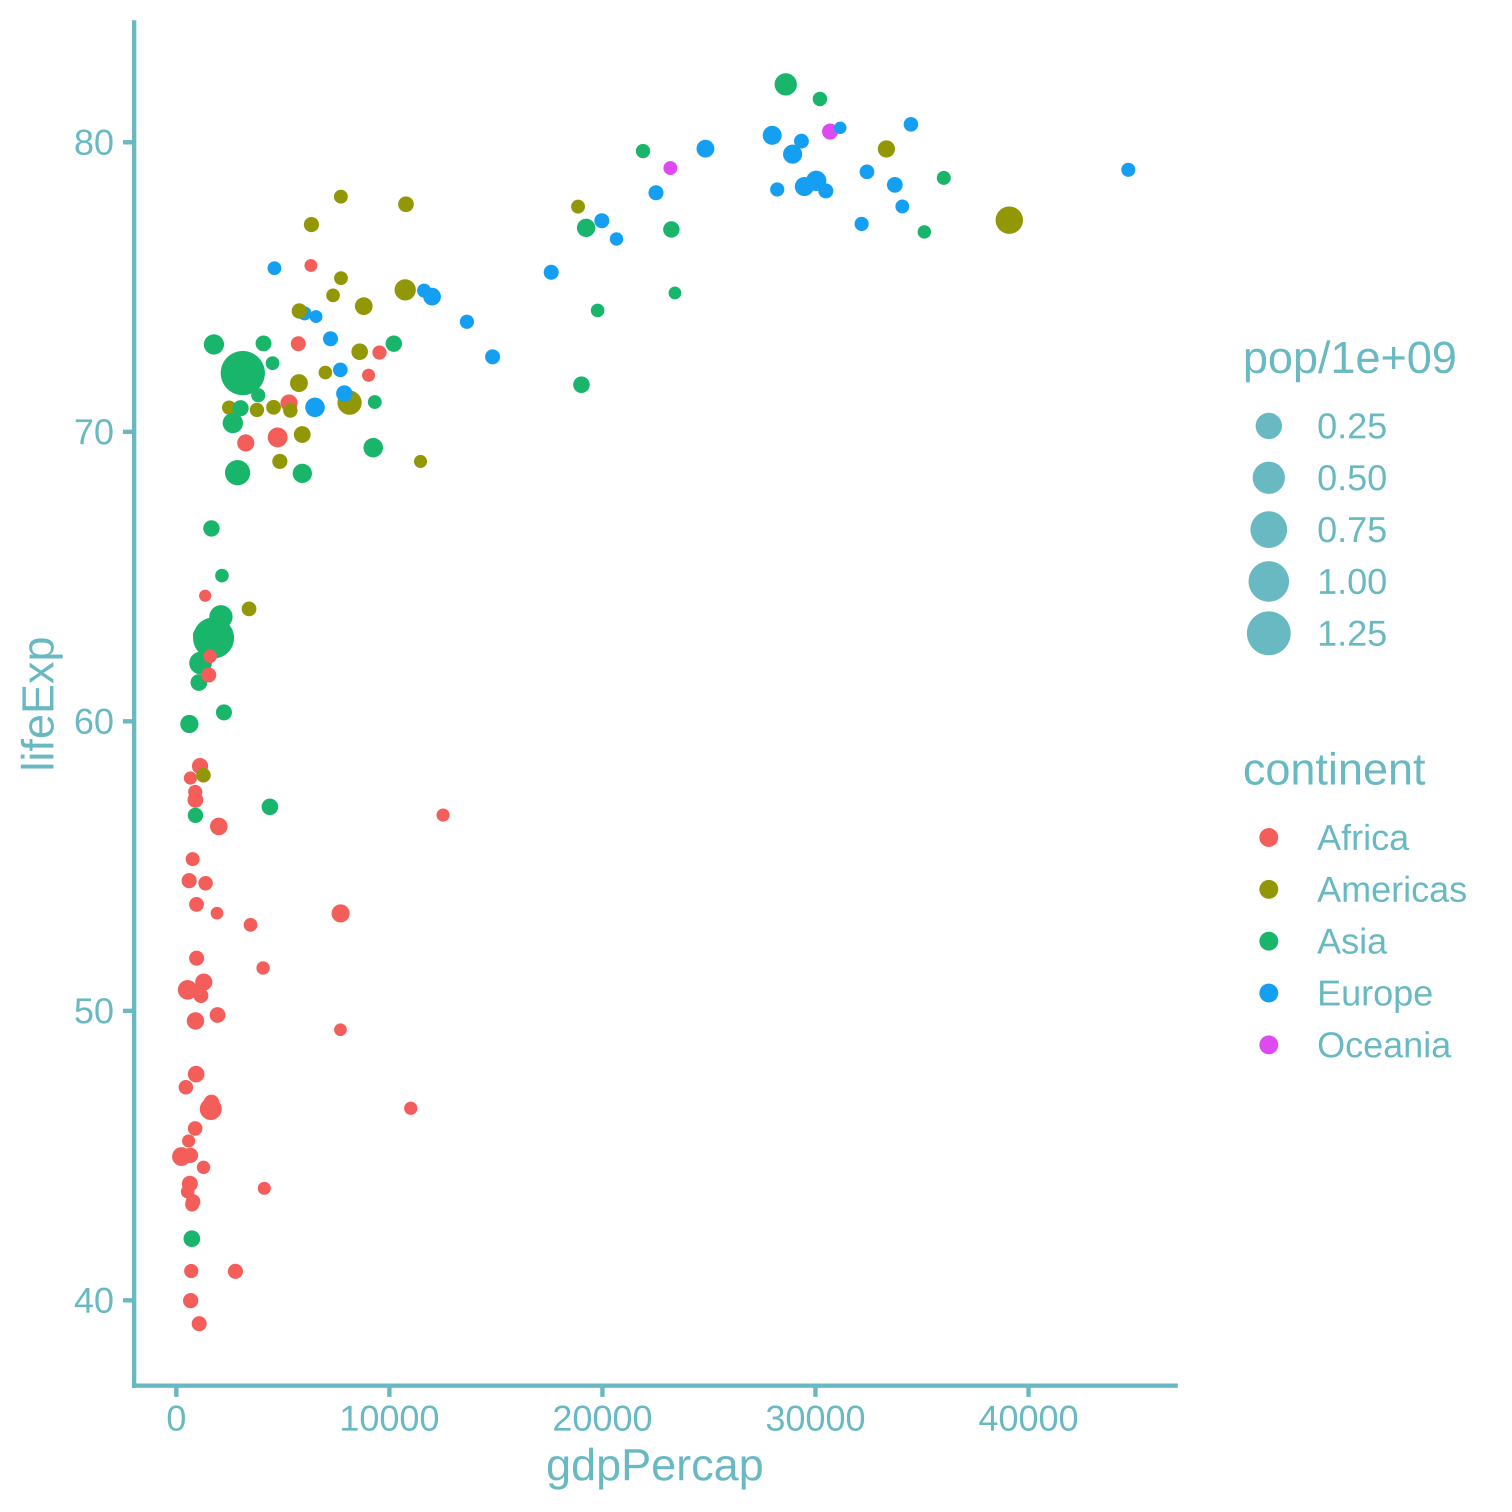 80
70
60
50
40
lifeExp
0 10000 20000 30000 40000
gdpPercap
pop/1e+09
0.25
0.50
0.75
1.00
1.25
continent
Africa
Americas
Asia
Europe
Oceania